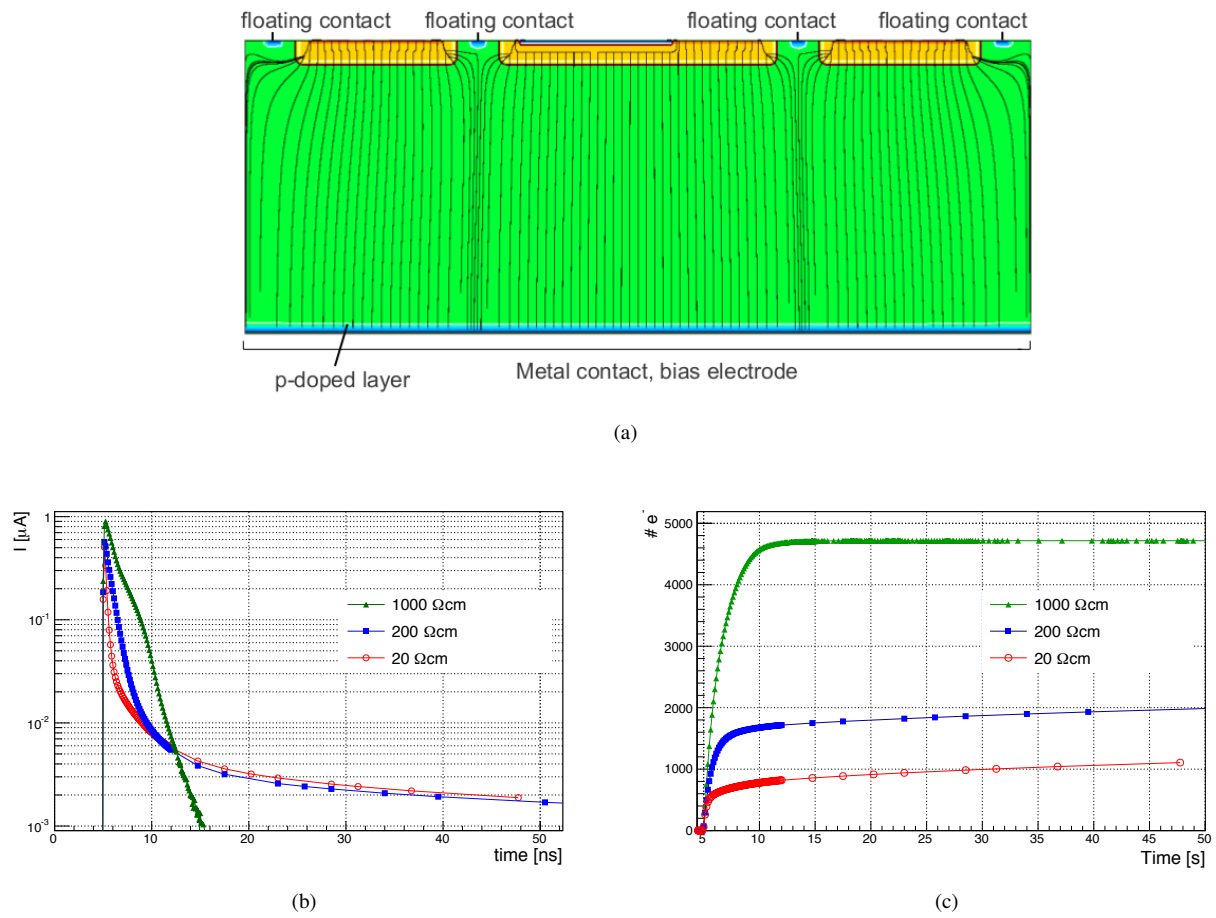 floating contact floating contact floating contact floating contact
p-doped layer
Metal contact, bias electrode
(a)
I [μA]
1
10⁻¹
10⁻²
10⁻³
1000 Ωcm
200 Ωcm
20 Ωcm
0 10 20 30 40 50
time [ns]
(b)
# e⁻
5000
4000
3000
2000
1000
0
1000 Ωcm
200 Ωcm
20 Ωcm
5 10 15 20 25 30 35 40 45 50
Time [s]
(c)